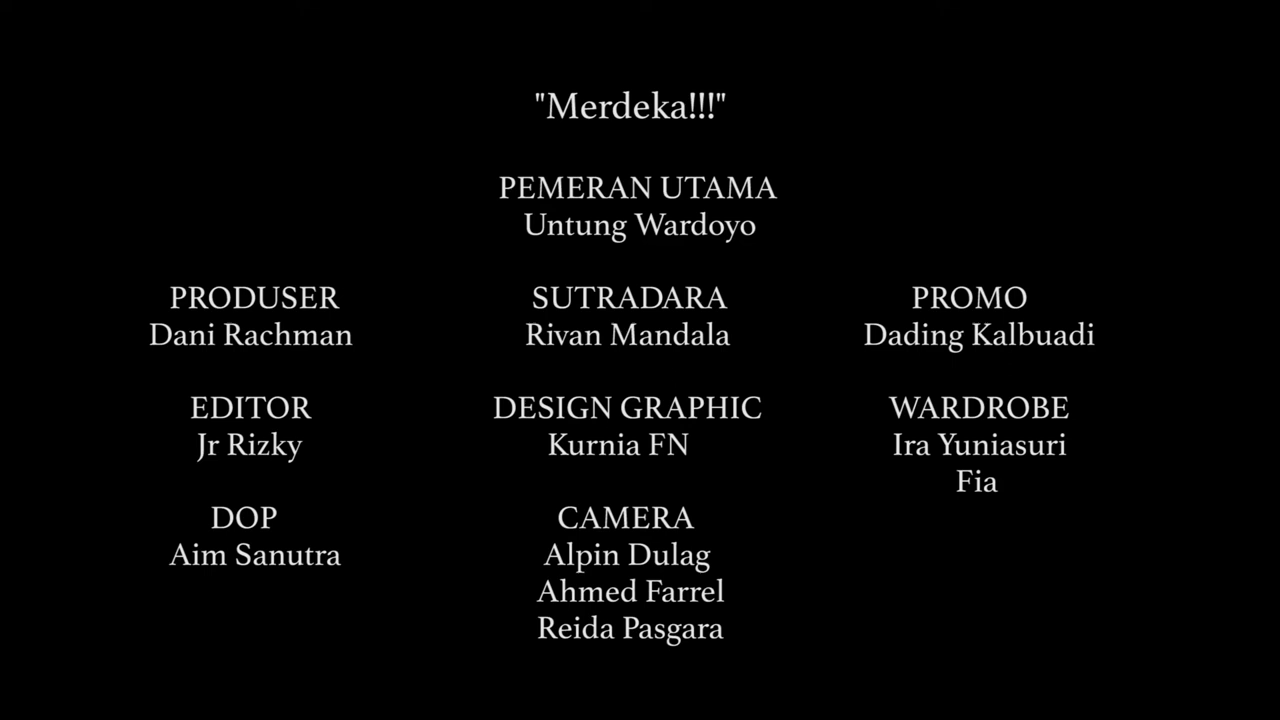 "Merdeka!!!"
PEMERAN UTAMA
Untung Wardoyo
PRODUSER
Dani Rachman
SUTRADARA
Rivan Mandala
PROMO
Dading Kalbuadi
EDITOR
Jr Rizky
DESIGN GRAPHIC
Kurnia FN
WARDROBE
Ira Yuniasuri
Fia
DOP
Aim Sanutra
CAMERA
Alpin Dulag
Ahmed Farrel
Reida Pasgara